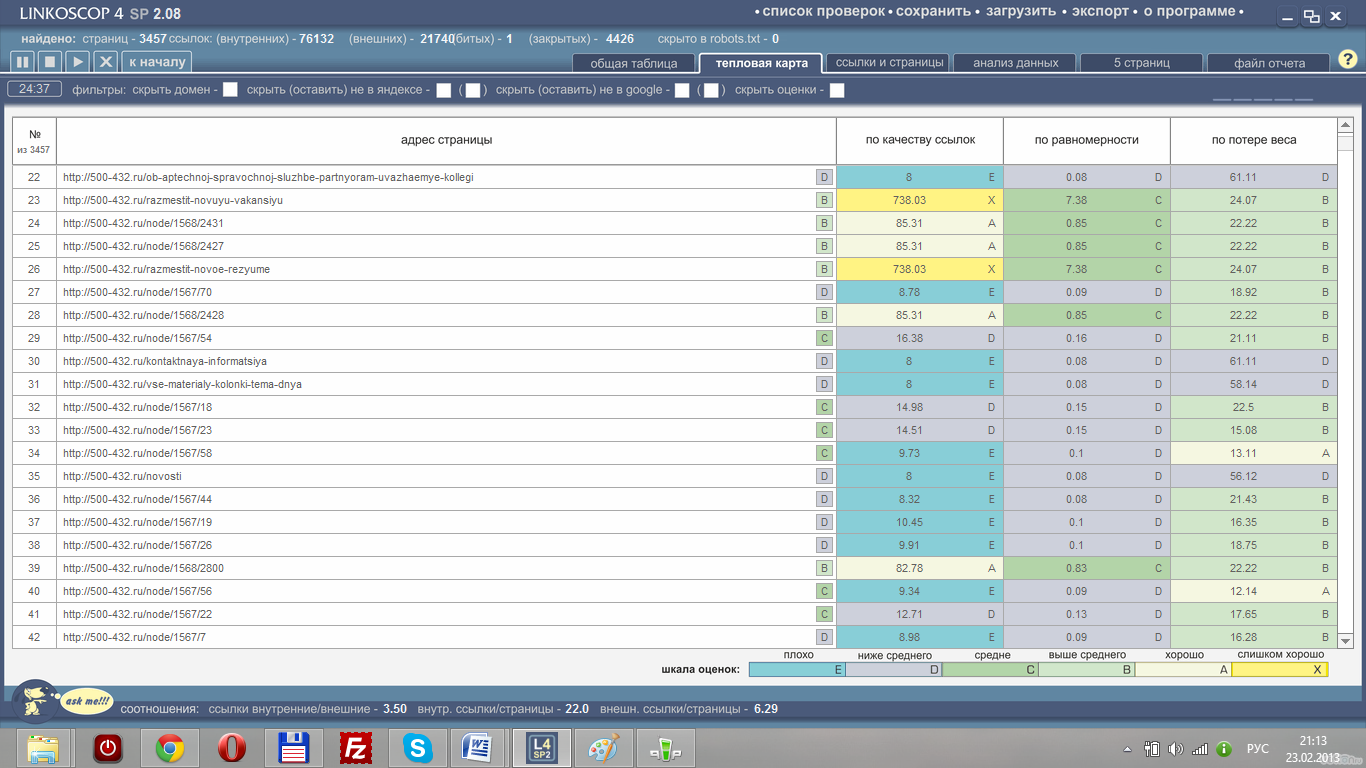 LINKOSCOP 4 SP 2.08
• список проверок • сохранить • загрузить • экспорт • о программе •
найдено: страниц - 3457 ссылок: (внутренних) - 76132 (внешних) - 21740 (битых) - 1 (закрытых) - 4426 скрыто в robots.txt - 0
к началу общая таблица тепловая карта ссылки и страницы анализ данных 5 страниц файл отчета ?
24:37 фильтры: скрыть домен - скрыть (оставить) не в яндексе - ( ) скрыть (оставить) не в google - ( ) скрыть оценки -
№ из 3457 адрес страницы по качеству ссылок по равномерности по потере веса
22 http://500-432.ru/ob-aptechnoj-spravochnoj-sluzhbe-partnyoram-uvazhaemye-kollegi D 8 E 0.08 D 61.11 D
23 http://500-432.ru/razmestit-novuyu-vakansiyu B 738.03 X 7.38 C 24.07 B
24 http://500-432.ru/node/1568/2431 B 85.31 A 0.85 C 22.22 B
25 http://500-432.ru/node/1568/2427 B 85.31 A 0.85 C 22.22 B
26 http://500-432.ru/razmestit-novoe-rezyume B 738.03 X 7.38 C 24.07 B
27 http://500-432.ru/node/1567/70 D 8.78 E 0.09 D 18.92 B
28 http://500-432.ru/node/1568/2428 B 85.31 A 0.85 C 22.22 B
29 http://500-432.ru/node/1567/54 C 16.38 D 0.16 D 21.11 B
30 http://500-432.ru/kontaktnaya-informatsiya D 8 E 0.08 D 61.11 D
31 http://500-432.ru/vse-materialy-kolonki-tema-dnya D 8 E 0.08 D 58.14 D
32 http://500-432.ru/node/1567/18 C 14.98 D 0.15 D 22.5 B
33 http://500-432.ru/node/1567/23 C 14.51 D 0.15 D 15.08 B
34 http://500-432.ru/node/1567/58 C 9.73 E 0.1 D 13.11 A
35 http://500-432.ru/novosti D 8 E 0.08 D 56.12 D
36 http://500-432.ru/node/1567/44 D 8.32 E 0.08 D 21.43 B
37 http://500-432.ru/node/1567/19 D 10.45 E 0.1 D 16.35 B
38 http://500-432.ru/node/1567/26 D 9.91 E 0.1 D 18.75 B
39 http://500-432.ru/node/1568/2800 B 82.78 A 0.83 C 22.22 B
40 http://500-432.ru/node/1567/56 C 9.34 E 0.09 D 12.14 A
41 http://500-432.ru/node/1567/22 C 12.71 D 0.13 D 17.65 B
42 http://500-432.ru/node/1567/7 D 8.98 E 0.09 D 16.28 B
плохо ниже среднего средне выше среднего хорошо слишком хорошо
шкала оценок: E D C B A X
ask me!!!
соотношения: ссылки внутренние/внешние - 3.50 внутр. ссылки/страницы - 22.0 внешн. ссылки/страницы - 6.29
Fz S W L4 SP2 РУС 21:13
23.02.2013